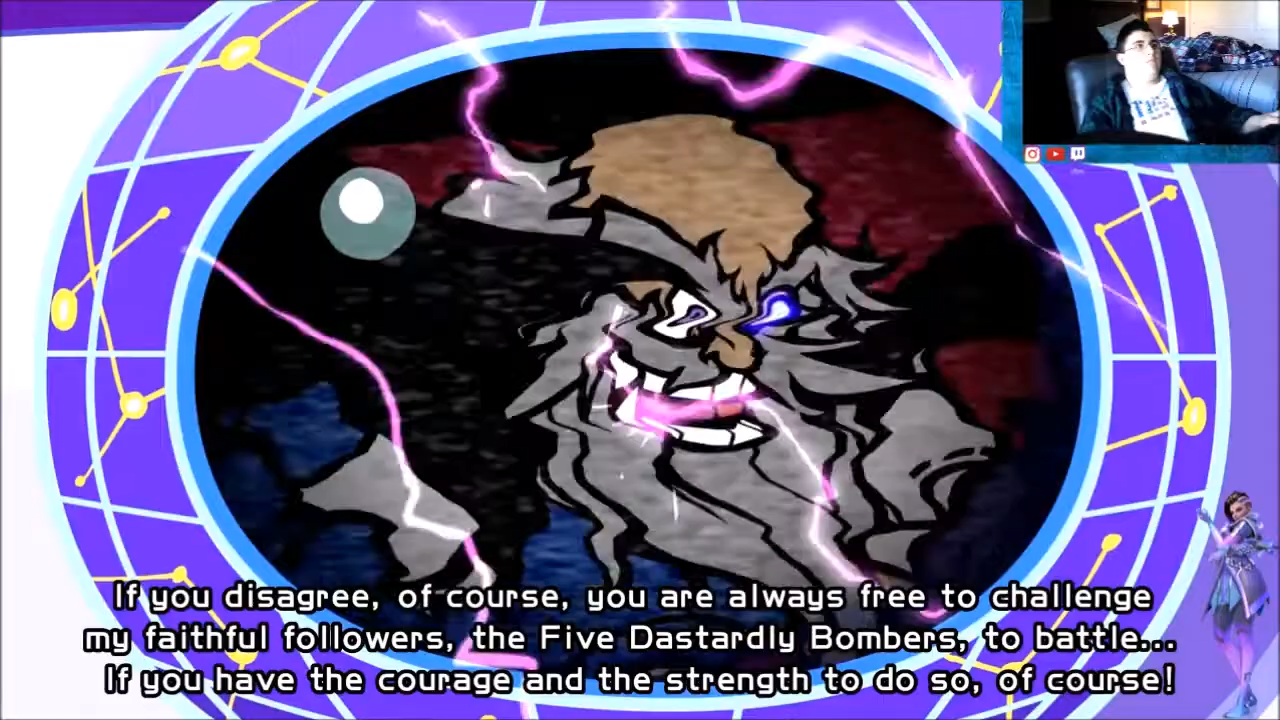 If you disagree, of course, you are always free to challenge
my faithful followers, the Five Dastardly Bombers, to battle...
If you have the courage and the strength to do so, of course!